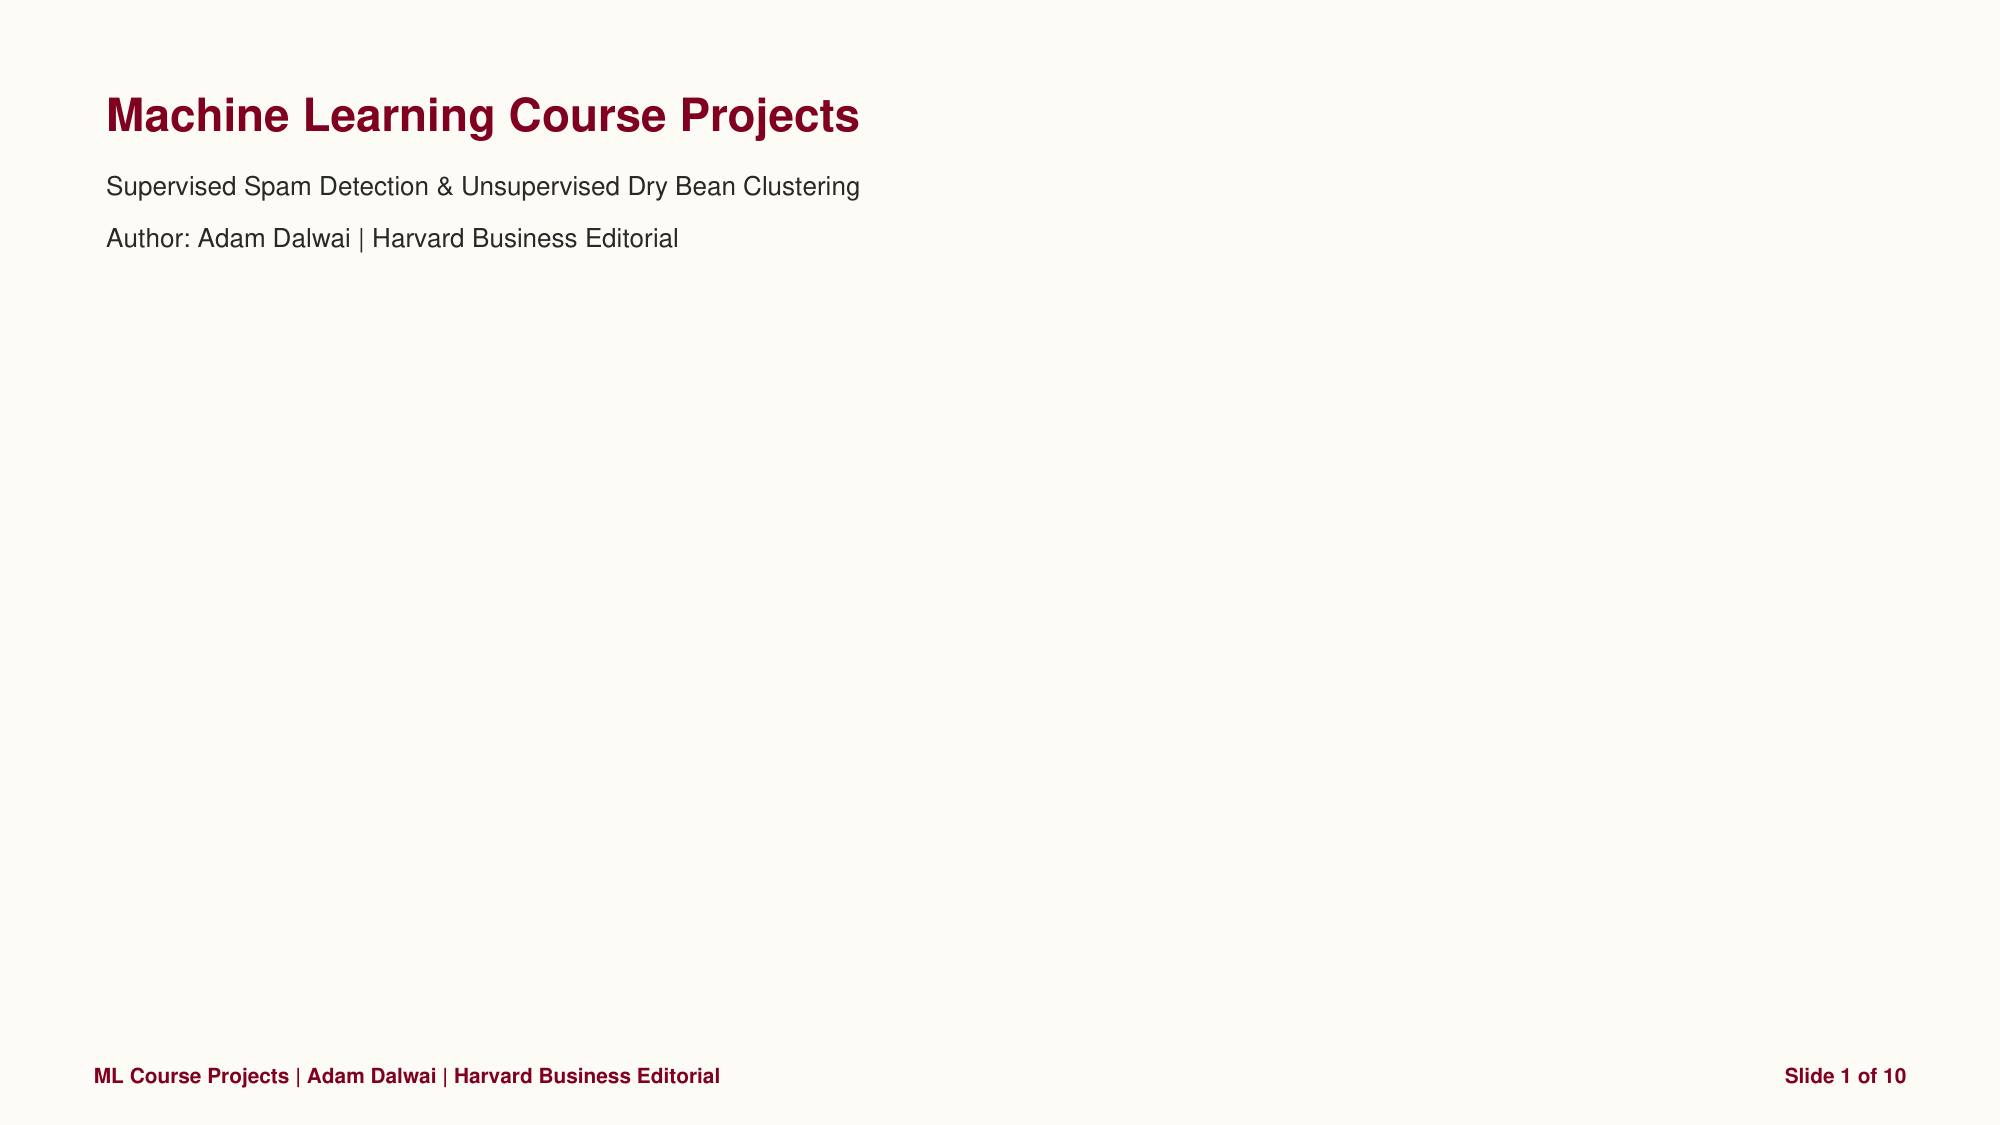 Machine Learning Course Projects
Supervised Spam Detection & Unsupervised Dry Bean Clustering
Author: Adam Dalwai | Harvard Business Editorial
ML Course Projects | Adam Dalwai | Harvard Business Editorial
Slide 1 of 10